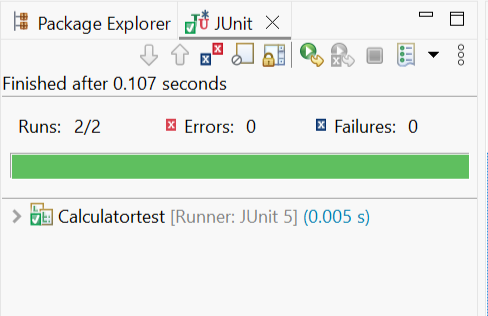 Package Explorer JUnit
Finished after 0.107 seconds
Runs: 2/2 Errors: 0 Failures: 0
Calculatortest [Runner: JUnit 5] (0.005 s)